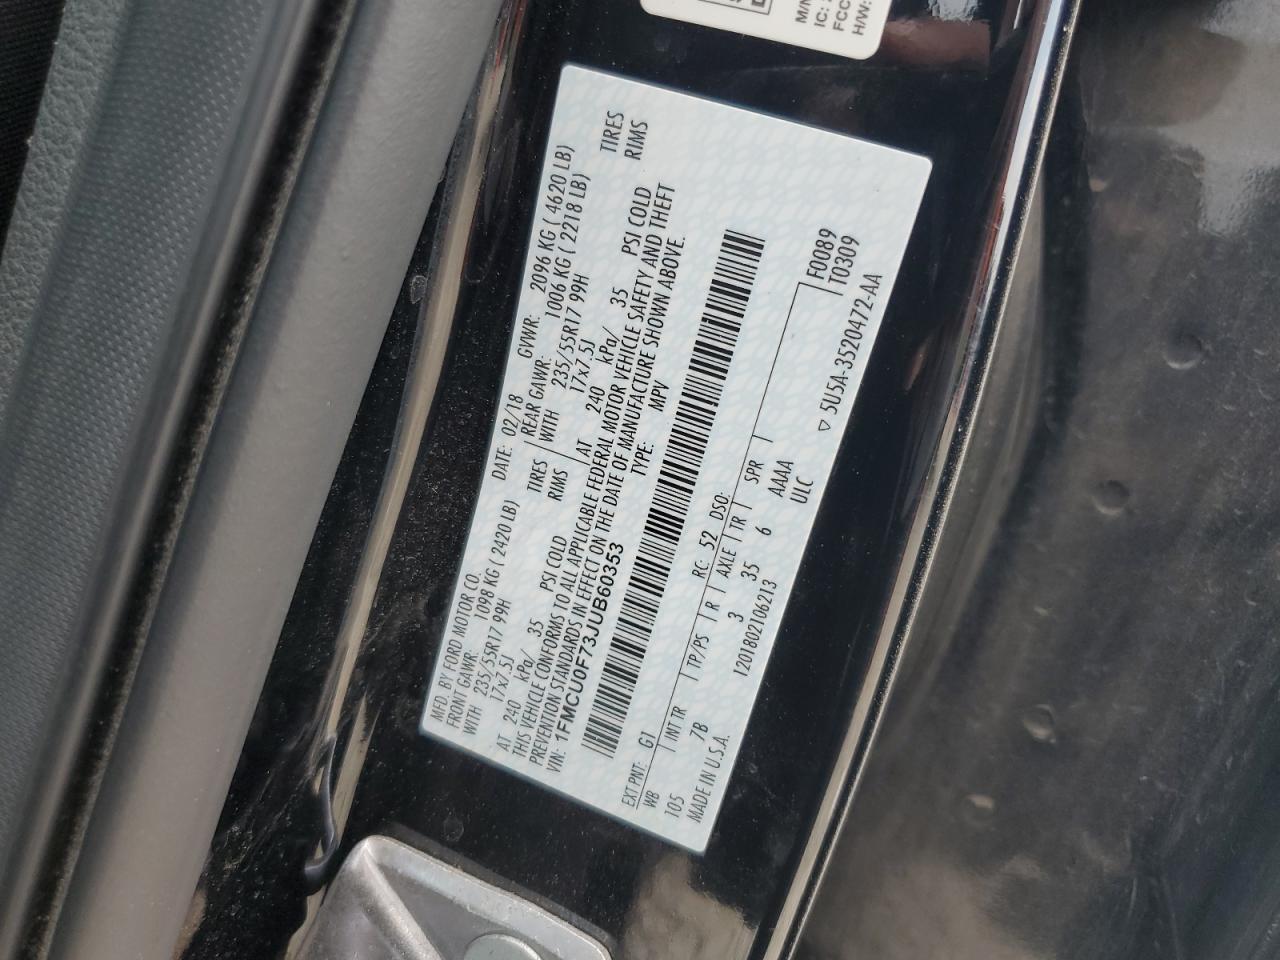 MFD. BY FORD MOTOR CO. DATE: 02/18 GVWR: 2096 KG ( 4620 LB)
FRONT GAWR: 1098 KG ( 2420 LB) REAR GAWR: 1006 KG ( 2218 LB)
WITH 235/55R17 99H TIRES WITH 235/55R17 99H TIRES
17x7.5J RIMS 17x7.5J RIMS
AT 240 kPa/ 35 PSI COLD AT 240 kPa/ 35 PSI COLD
THIS VEHICLE CONFORMS TO ALL APPLICABLE FEDERAL MOTOR VEHICLE SAFETY AND THEFT
PREVENTION STANDARDS IN EFFECT ON THE DATE OF MANUFACTURE SHOWN ABOVE.
VIN: 1FMCU0F73JUB60353 TYPE: MPV
EXT PNT: G1 RC: 52 DSO:
WB INT TR TP/PS R AXLE TR SPR F0089
105 7B 3 35 6 AAAA T0309
MADE IN U.S.A. 1201802106213 ULC ▽ 5U5A-3520472-AA
M/N
IC:
FCC
H/W: